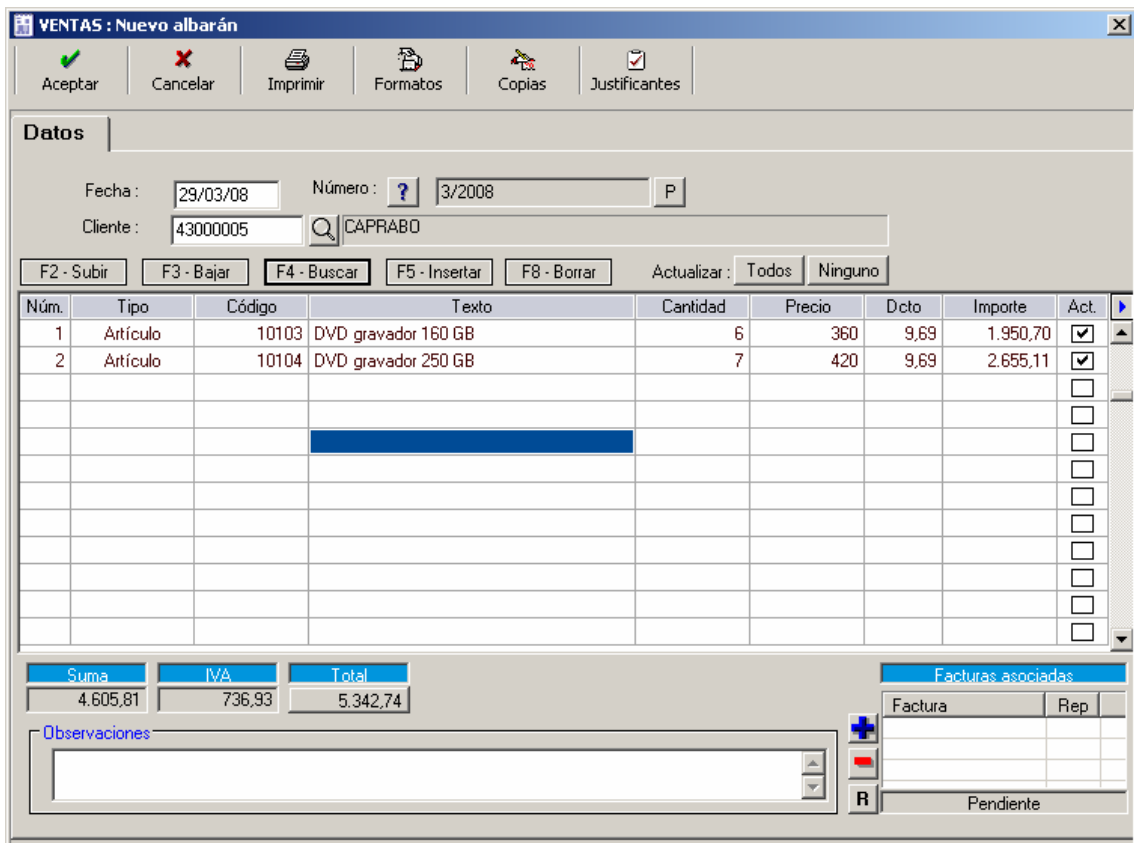 VENTAS : Nuevo albarán
Aceptar Cancelar Imprimir Formatos Copias Justificantes
Datos
Fecha : 29/03/08 Número : ? 3/2008 P
Cliente : 43000005 CAPRABO
F2 - Subir F3 - Bajar F4 - Buscar F5 - Insertar F8 - Borrar Actualizar : Todos Ninguno
Núm. Tipo Código Texto Cantidad Precio Dcto Importe Act.
1 Artículo 10103 DVD gravador 160 GB 6 360 9,69 1.950,70
2 Artículo 10104 DVD gravador 250 GB 7 420 9,69 2.655,11
Suma IVA Total Facturas asociadas
4.605,81 736,93 5.342,74 Factura Rep
Observaciones
R Pendiente